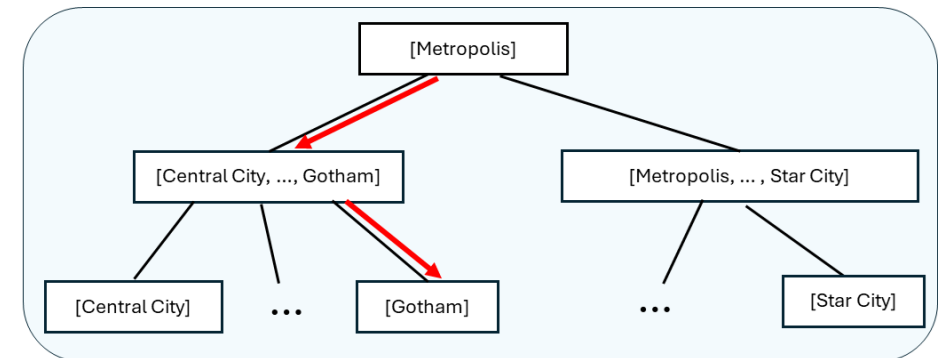 [Metropolis]
[Central City, ..., Gotham]
[Metropolis, ... , Star City]
[Central City]
...
[Gotham]
...
[Star City]